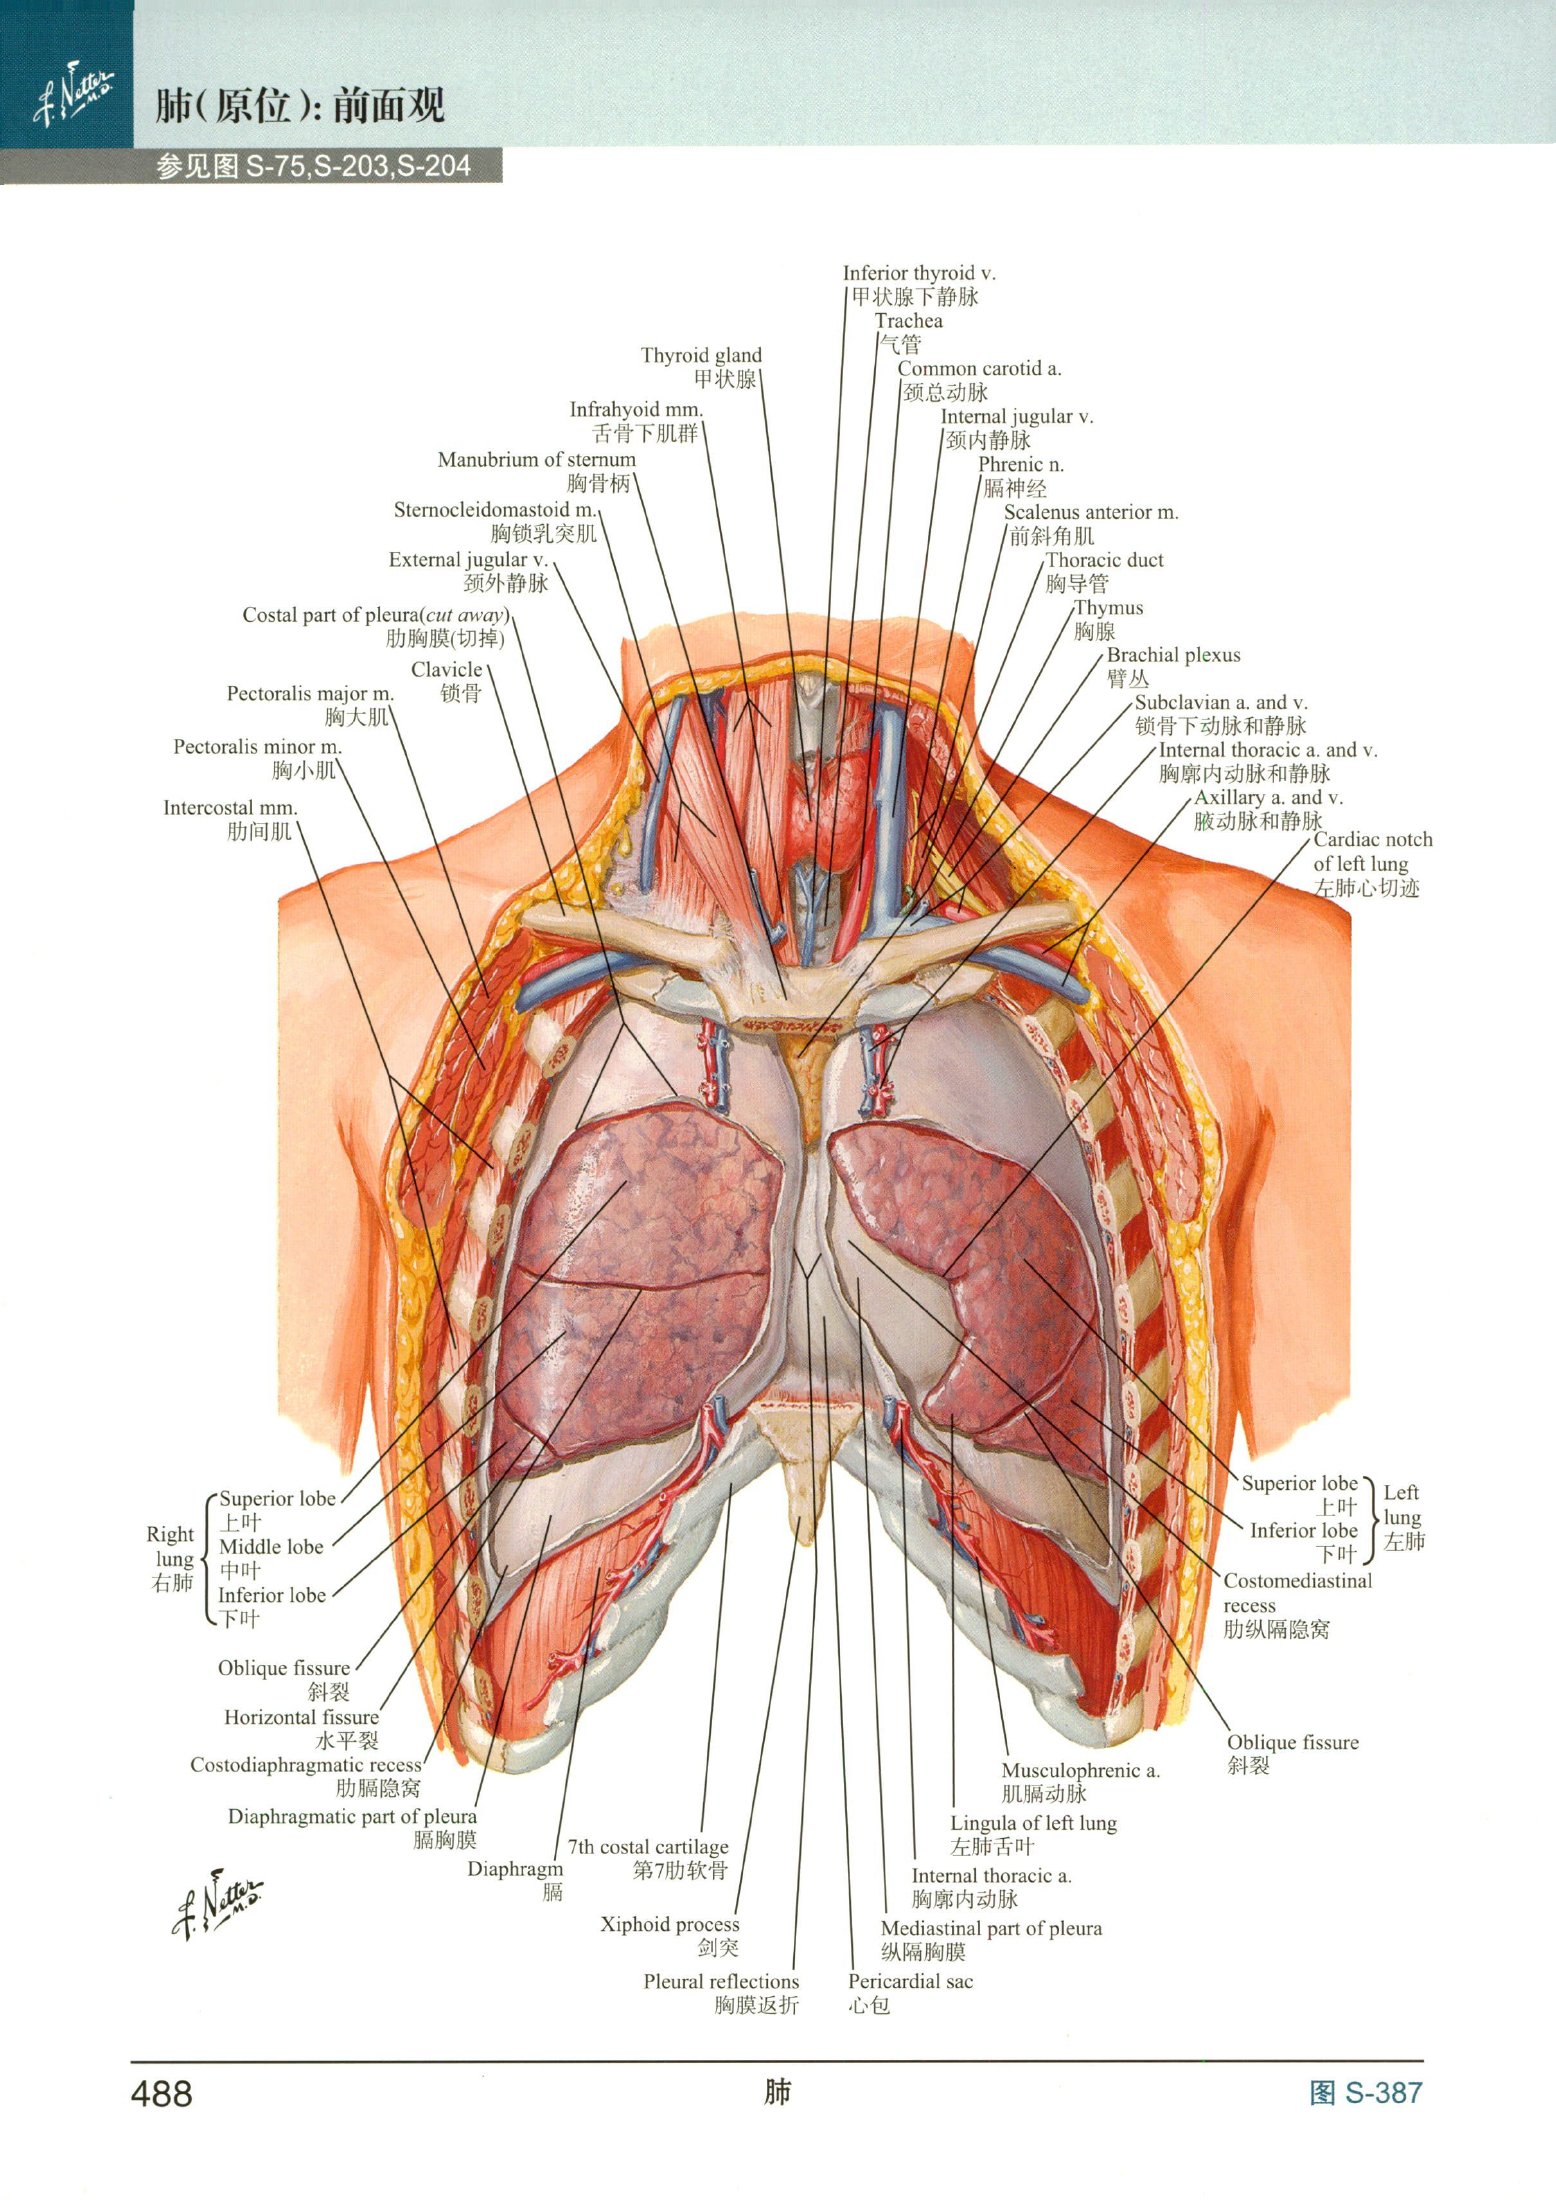 F. Netter M.D.
肺(原位):前面观
参见图 S-75,S-203,S-204
Inferior thyroid v.
甲状腺下静脉
Trachea
气管
Common carotid a.
颈总动脉
Internal jugular v.
颈内静脉
Phrenic n.
膈神经
Scalenus anterior m.
前斜角肌
Thoracic duct
胸导管
Thymus
胸腺
Brachial plexus
臂丛
Subclavian a. and v.
锁骨下动脉和静脉
Internal thoracic a. and v.
胸廓内动脉和静脉
Axillary a. and v.
腋动脉和静脉
Cardiac notch
of left lung
左肺心切迹
Thyroid gland
甲状腺
Infrahyoid mm.
舌骨下肌群
Manubrium of sternum
胸骨柄
Sternocleidomastoid m.
胸锁乳突肌
External jugular v.
颈外静脉
Costal part of pleura(cut away)
肋胸膜(切掉)
Clavicle
锁骨
Pectoralis major m.
胸大肌
Pectoralis minor m.
胸小肌
Intercostal mm.
肋间肌
Right
lung
右肺
Superior lobe
上叶
Middle lobe
中叶
Inferior lobe
下叶
Oblique fissure
斜裂
Horizontal fissure
水平裂
Costodiaphragmatic recess
肋膈隐窝
Diaphragmatic part of pleura
膈胸膜
Diaphragm
膈
7th costal cartilage
第7肋软骨
Xiphoid process
剑突
Pleural reflections
胸膜返折
Superior lobe
上叶
Inferior lobe
下叶
Left
lung
左肺
Costomediastinal
recess
肋纵隔隐窝
Oblique fissure
斜裂
Musculophrenic a.
肌膈动脉
Lingula of left lung
左肺舌叶
Internal thoracic a.
胸廓内动脉
Mediastinal part of pleura
纵隔胸膜
Pericardial sac
心包
F. Netter M.D.
488
肺
图 S-387